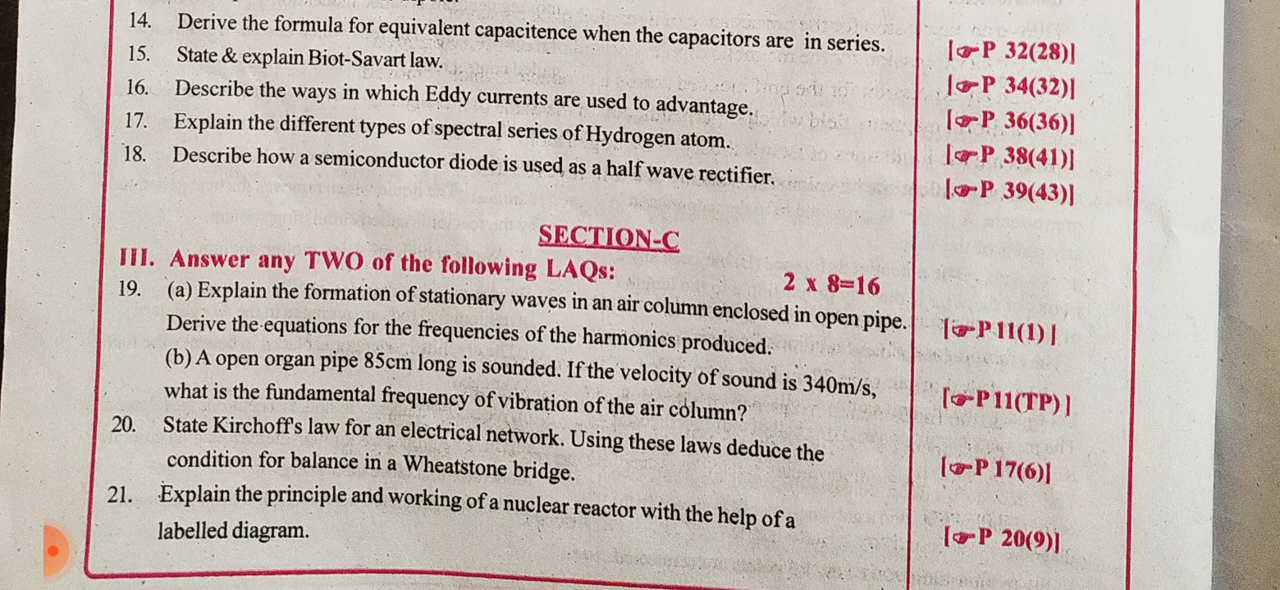 14. Derive the formula for equivalent capacitence when the capacitors are in series. [☞P 32(28)]
15. State & explain Biot-Savart law. [☞P 34(32)]
16. Describe the ways in which Eddy currents are used to advantage. [☞P 36(36)]
17. Explain the different types of spectral series of Hydrogen atom. [☞P 38(41)]
18. Describe how a semiconductor diode is used as a half wave rectifier. [☞P 39(43)]
SECTION-C
III. Answer any TWO of the following LAQs: 2 x 8=16
19. (a) Explain the formation of stationary waves in an air column enclosed in open pipe. [☞P 11(1)]
Derive the equations for the frequencies of the harmonics produced.
(b) A open organ pipe 85cm long is sounded. If the velocity of sound is 340m/s, [☞P 11(TP)]
what is the fundamental frequency of vibration of the air column?
20. State Kirchoff's law for an electrical network. Using these laws deduce the
condition for balance in a Wheatstone bridge. [☞P 17(6)]
21. Explain the principle and working of a nuclear reactor with the help of a
labelled diagram. [☞P 20(9)]